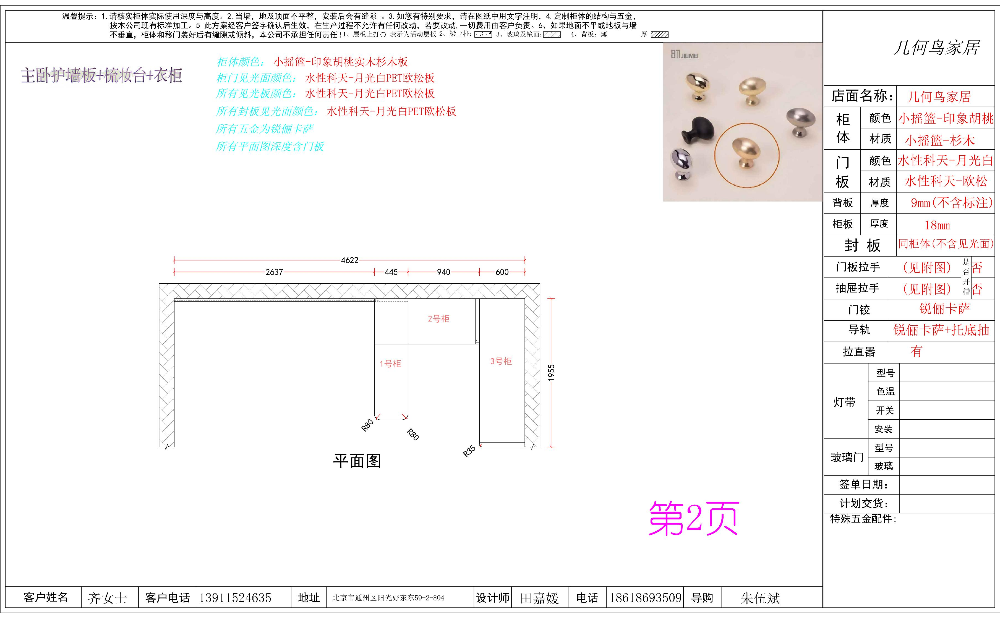 温馨提示：1.请核实柜体实际使用深度与高度。2.当墙，地及顶面不平整，安装后会有缝隙 。3.如您有特别要求，请在图纸中用文字注明，4.定制柜体的结构与五金，
按本公司现有标准加工。5.此方案经客户签字确认后生效，在生产过程不允许有任何改动，若要改动,一切费用由客户负责。6、如果地面不平或地板与墙
不垂直，柜体和移门装好后有缝隙或倾斜，本公司不承担任何责任!1、层板上打○ 表示为活动层板 2、梁 /柱: 3、玻璃及镜面: 4、背板：薄 厚
主卧护墙板+梳妆台+衣柜
柜体颜色： 小摇篮-印象胡桃实木杉木板
柜门见光面颜色： 水性科天-月光白PET欧松板
所有见光板颜色： 水性科天-月光白PET欧松板
所有封板见光面颜色： 水性科天-月光白PET欧松板
所有五金为锐俪卡萨
所有平面图深度含门板
JIUMEI
4622
2637 445 940 600
2号柜
1号柜
3号柜
1955
R80
R80
R35
平面图
第2页
几何鸟家居
店面名称： 几何鸟家居
柜体 颜色 小摇篮-印象胡桃
材质 小摇篮-杉木
门板 颜色 水性科天-月光白
材质 水性科天-欧松
背板 厚度 9mm(不含标注)
柜板 厚度 18mm
封 板 同柜体(不含见光面)
门板拉手 (见附图) 是否开槽 否
抽屉拉手 (见附图) 否
门铰 锐俪卡萨
导轨 锐俪卡萨+托底抽
拉直器 有
灯带 型号
色温
开关
安装
玻璃门 型号
玻璃
签单日期：
计划交货：
特殊五金配件：
客户姓名 齐女士 客户电话 13911524635 地址 北京市通州区阳光好东东59-2-804 设计师 田嘉媛 电话 18618693509 导购 朱伍斌